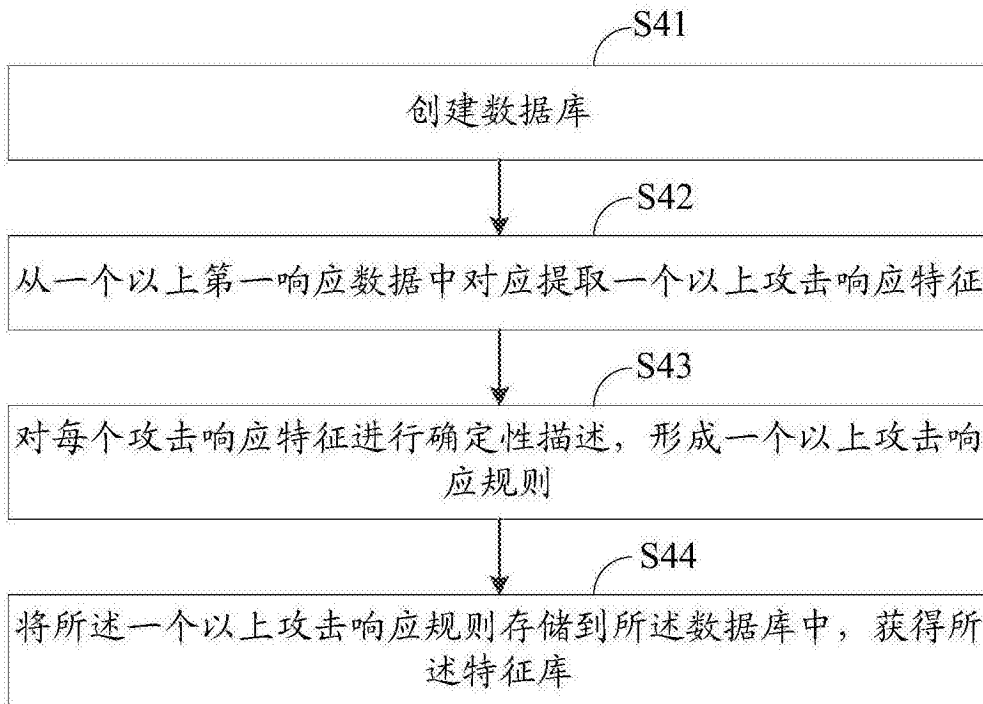 S41
创建数据库
S42
从一个以上第一响应数据中对应提取一个以上攻击响应特征
S43
对每个攻击响应特征进行确定性描述，形成一个以上攻击响
应规则
S44
将所述一个以上攻击响应规则存储到所述数据库中，获得所
述特征库